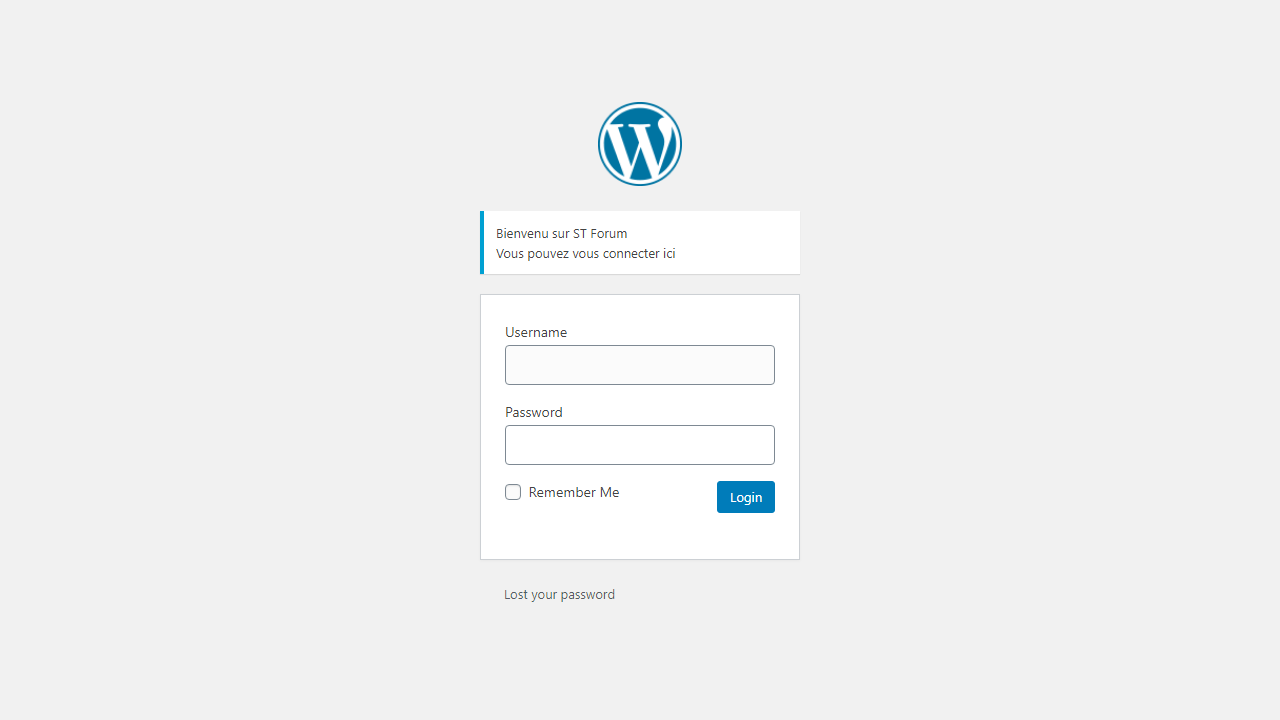 Bienvenu sur ST Forum
Vous pouvez vous connecter ici
Username
Password
Remember Me
Login
Lost your password